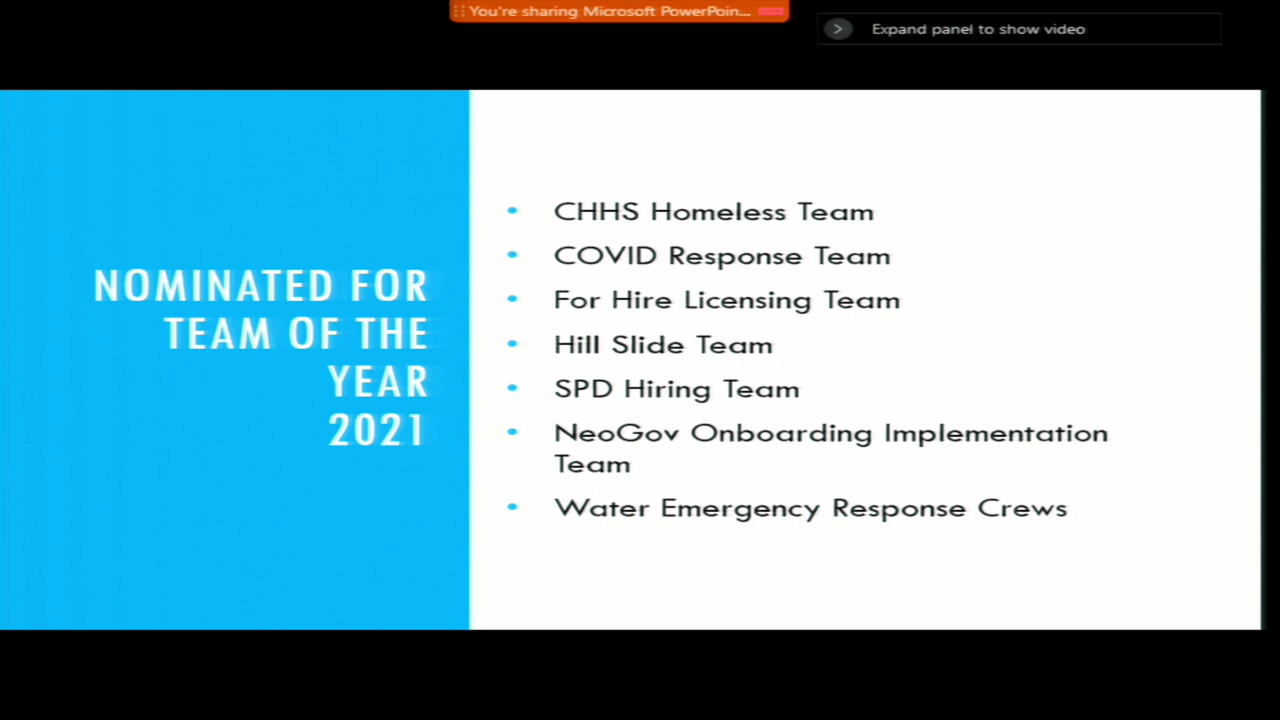 You're sharing Microsoft PowerPoin...
Expand panel to show video
NOMINATED FOR
TEAM OF THE
YEAR
2021
• CHHS Homeless Team
• COVID Response Team
• For Hire Licensing Team
• Hill Slide Team
• SPD Hiring Team
• NeoGov Onboarding Implementation
Team
• Water Emergency Response Crews